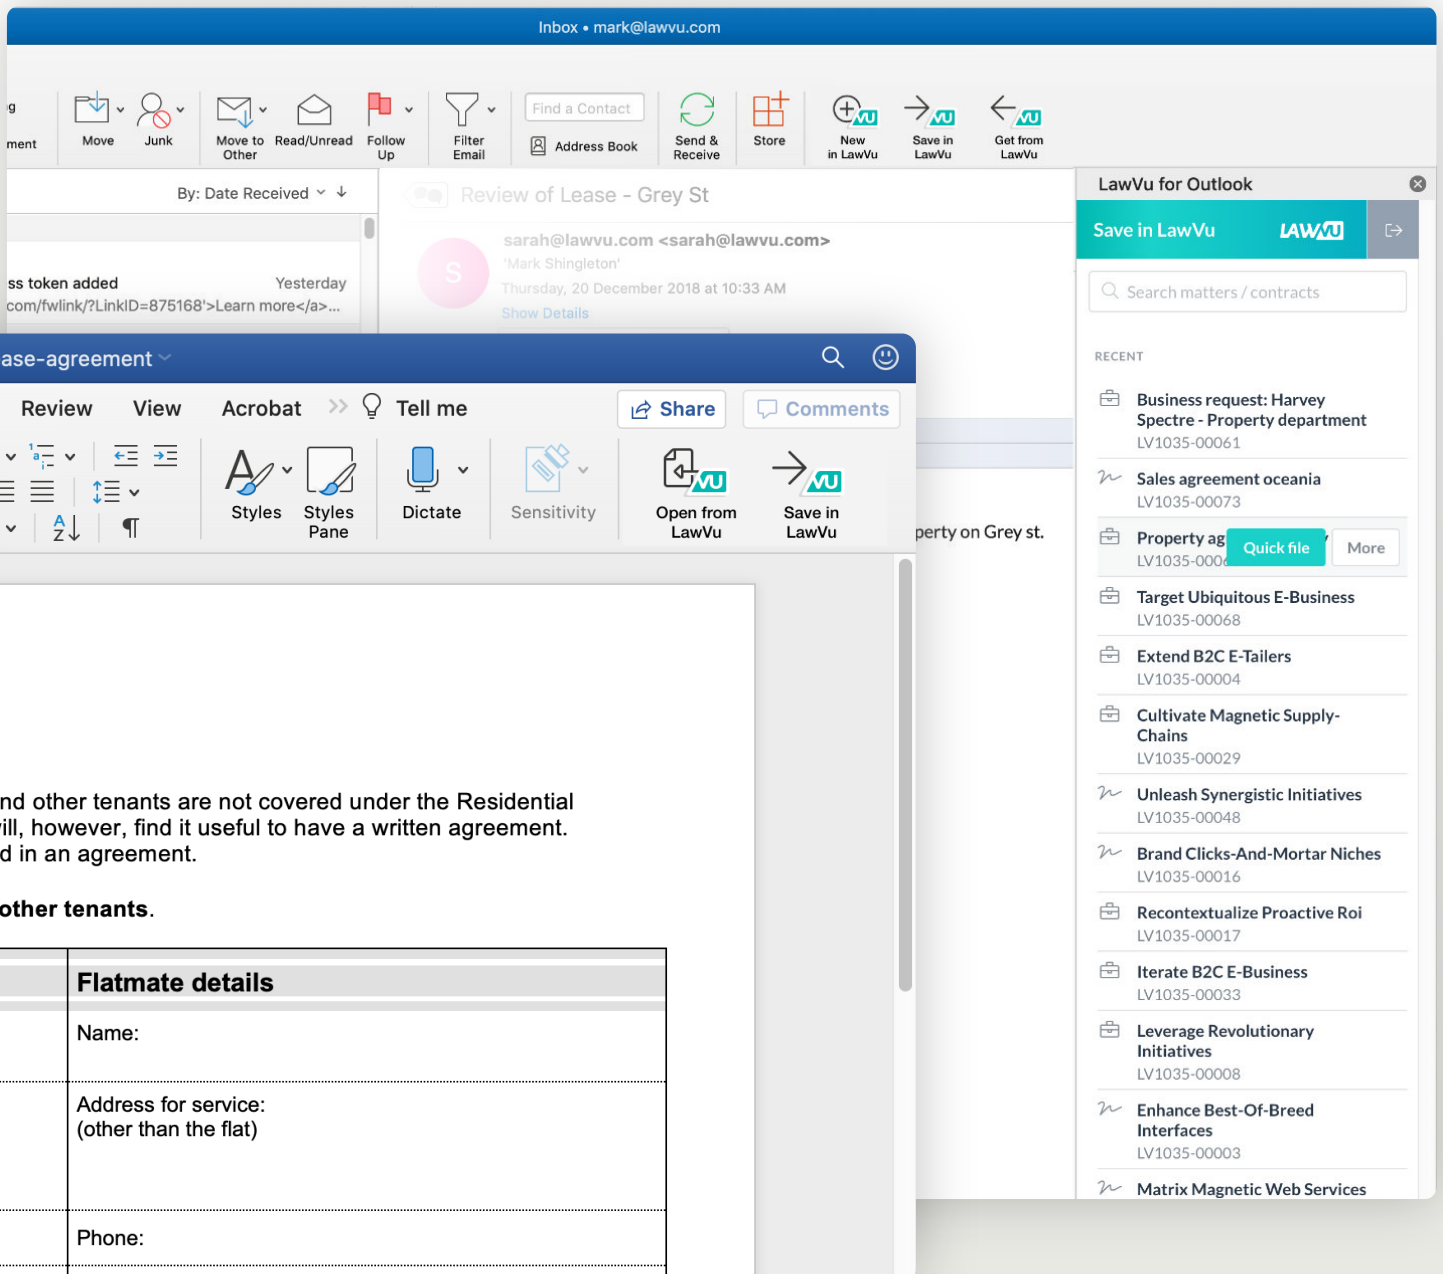 Inbox • mark@lawvu.com
Move
Junk
Move to
Other
Read/Unread
Follow
Up
Filter
Email
Find a Contact
Address Book
Send &
Receive
Store
New
in LawVu
Save in
LawVu
Get from
LawVu
ment
By: Date Received
ss token added
Yesterday
com/fwlink/?LinkID=875168'>Learn more</a>...
Review of Lease - Grey St
S
sarah@lawvu.com <sarah@lawvu.com>
'Mark Shingleton'
Thursday, 20 December 2018 at 10:33 AM
Show Details
perty on Grey st.
LawVu for Outlook
Save in LawVu
LAWVU
Search matters / contracts
RECENT
Business request: Harvey
Spectre - Property department
LV1035-00061
Sales agreement oceania
LV1035-00073
Property ag
LV1035-000
Quick file
More
Target Ubiquitous E-Business
LV1035-00068
Extend B2C E-Tailers
LV1035-00004
Cultivate Magnetic Supply-
Chains
LV1035-00029
Unleash Synergistic Initiatives
LV1035-00048
Brand Clicks-And-Mortar Niches
LV1035-00016
Recontextualize Proactive Roi
LV1035-00017
Iterate B2C E-Business
LV1035-00033
Leverage Revolutionary
Initiatives
LV1035-00008
Enhance Best-Of-Breed
Interfaces
LV1035-00003
Matrix Magnetic Web Services
ase-agreement
Review
View
Acrobat
Tell me
Share
Comments
Styles
Styles
Pane
Dictate
Sensitivity
Open from
LawVu
Save in
LawVu
nd other tenants are not covered under the Residential
ill, however, find it useful to have a written agreement.
d in an agreement.
other tenants.
Flatmate details
Name:
Address for service:
(other than the flat)
Phone: